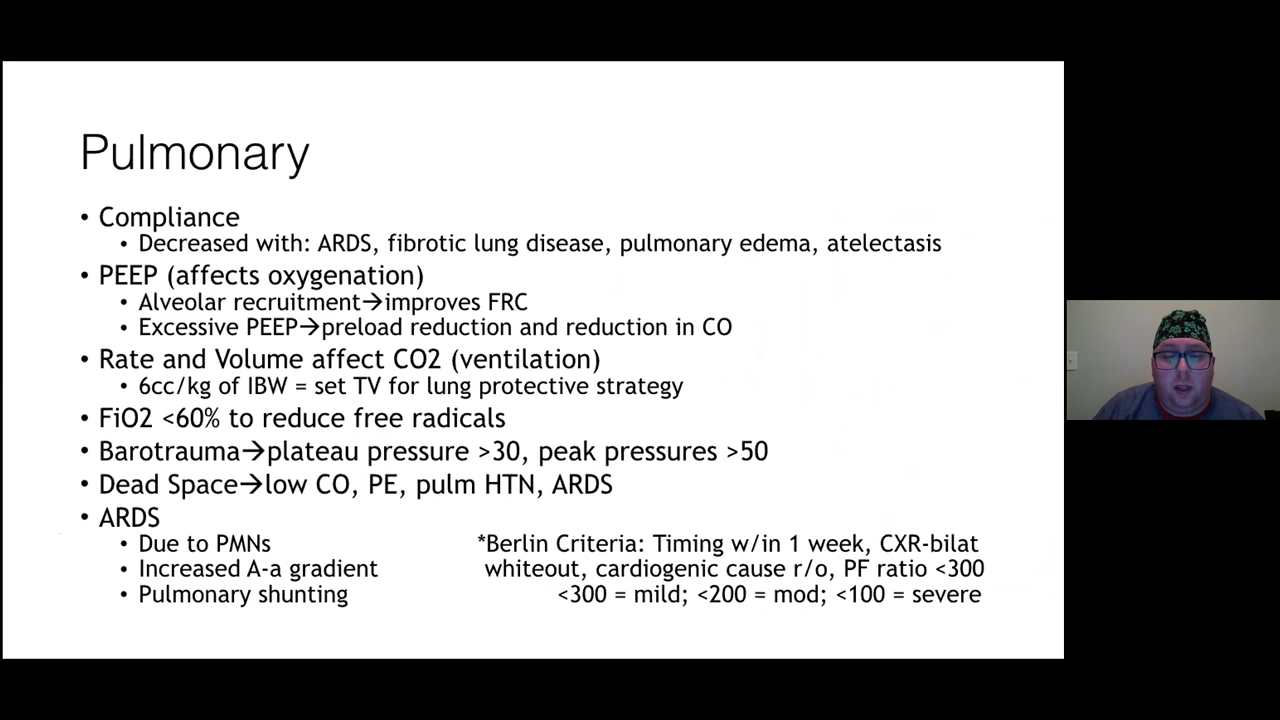 Pulmonary
• Compliance
• Decreased with: ARDS, fibrotic lung disease, pulmonary edema, atelectasis
• PEEP (affects oxygenation)
• Alveolar recruitment→improves FRC
• Excessive PEEP→preload reduction and reduction in CO
• Rate and Volume affect CO2 (ventilation)
• 6cc/kg of IBW = set TV for lung protective strategy
• FiO2 <60% to reduce free radicals
• Barotrauma→plateau pressure >30, peak pressures >50
• Dead Space→low CO, PE, pulm HTN, ARDS
• ARDS
• Due to PMNs
• Increased A-a gradient
• Pulmonary shunting
*Berlin Criteria: Timing w/in 1 week, CXR-bilat
whiteout, cardiogenic cause r/o, PF ratio <300
<300 = mild; <200 = mod; <100 = severe